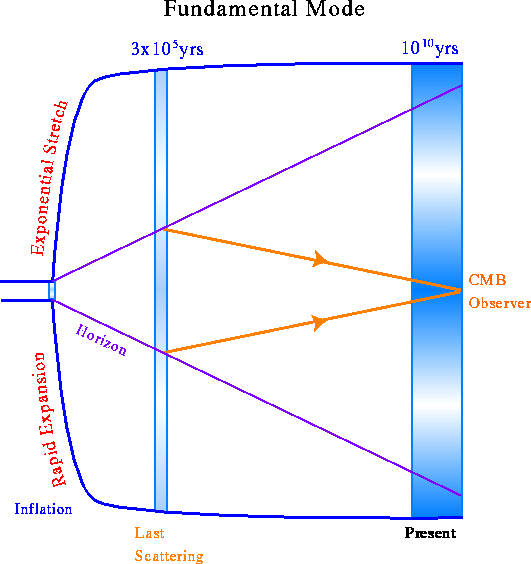 Fundamental Mode
3x10⁵yrs
10¹⁰yrs
Exponential Stretch
CMB
Observer
Horizon
Rapid Expansion
Inflation
Last
Scattering
Present